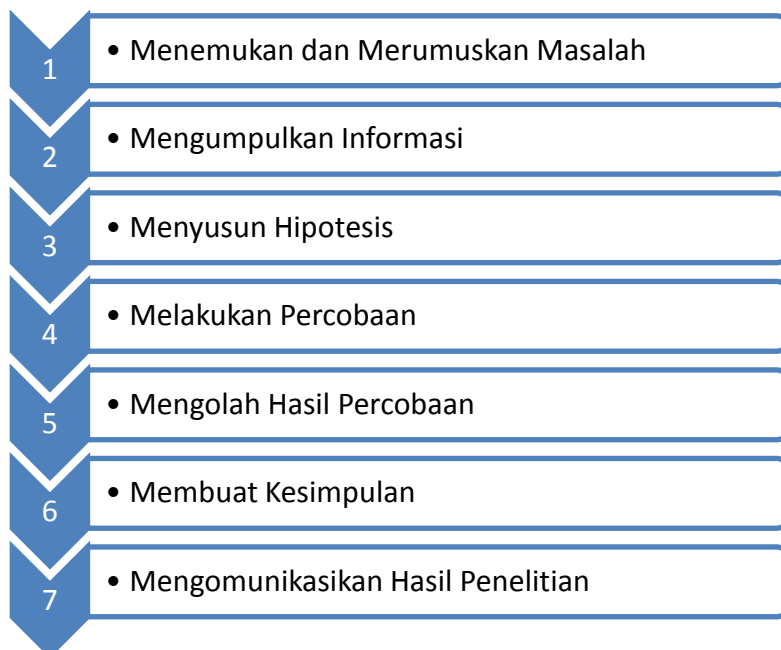 1 • Menemukan dan Merumuskan Masalah
2 • Mengumpulkan Informasi
3 • Menyusun Hipotesis
4 • Melakukan Percobaan
5 • Mengolah Hasil Percobaan
6 • Membuat Kesimpulan
7 • Mengomunikasikan Hasil Penelitian